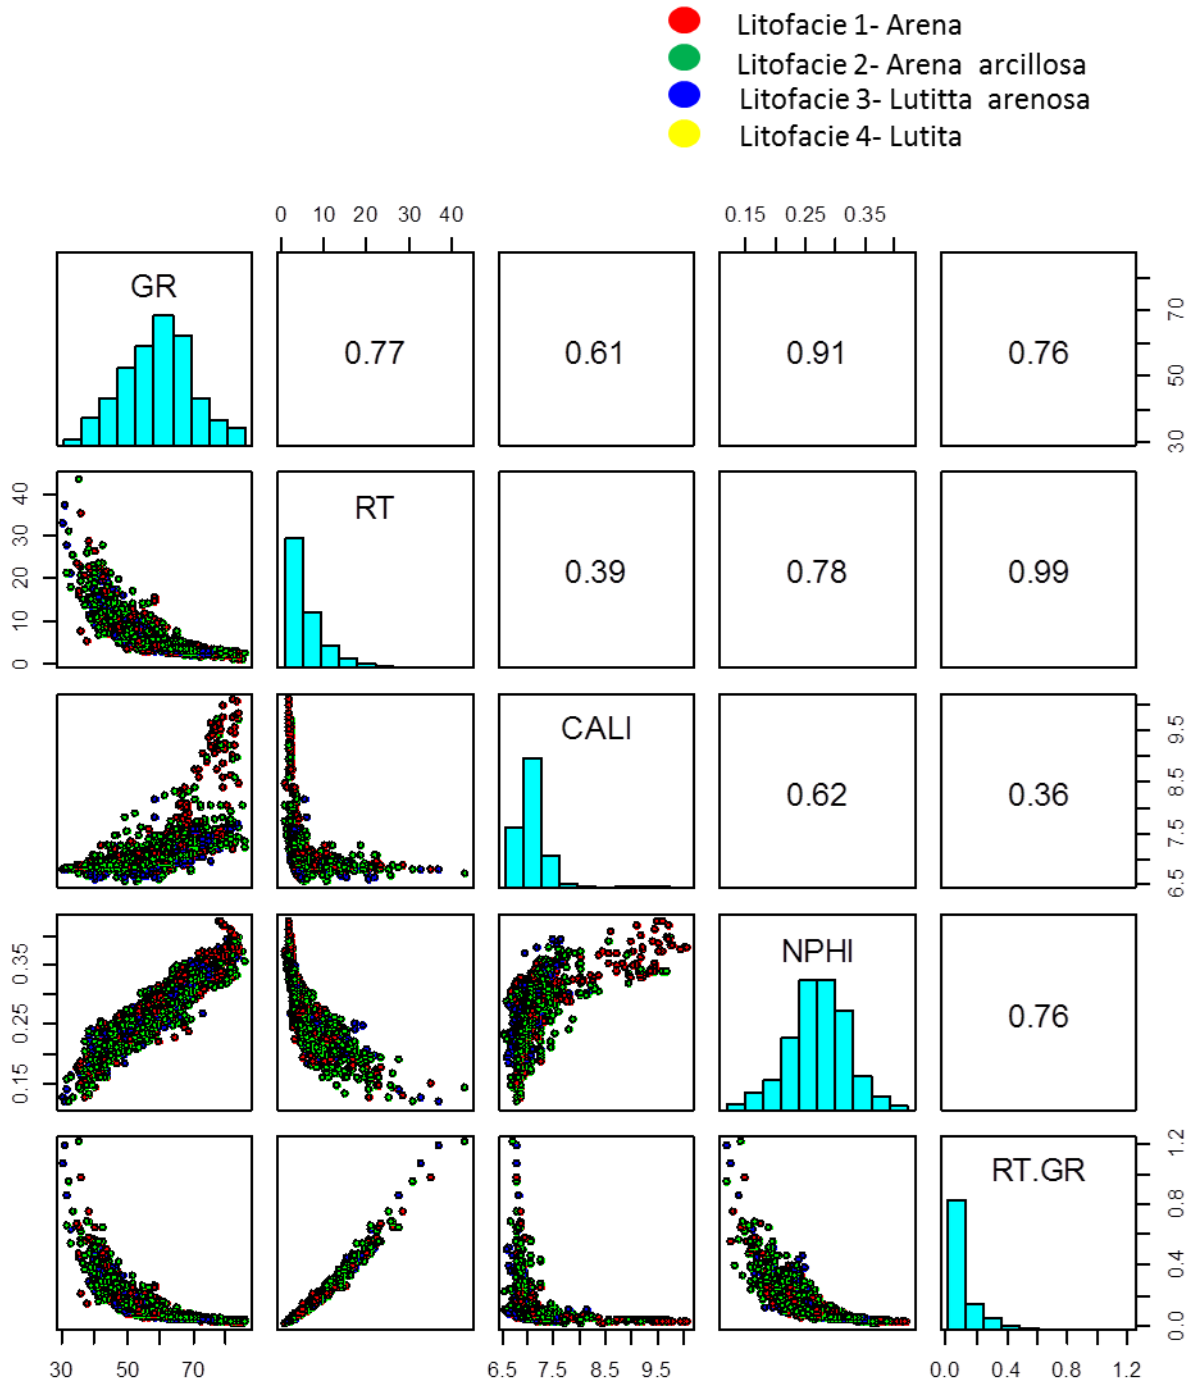 Litofacie 1- Arena
Litofacie 2- Arena arcillosa
Litofacie 3- Lutitta arenosa
Litofacie 4- Lutita
0 10 20 30 40
0.15 0.25 0.35
GR
0.77
0.61
0.91
0.76
30 50 70
0 10 20 30 40
RT
0.39
0.78
0.99
CALI
0.62
0.36
6.5 7.5 8.5 9.5
0.15 0.25 0.35
NPHI
0.76
RT.GR
0.0 0.4 0.8 1.2
30 50 70
6.5 7.5 8.5 9.5
0.0 0.4 0.8 1.2